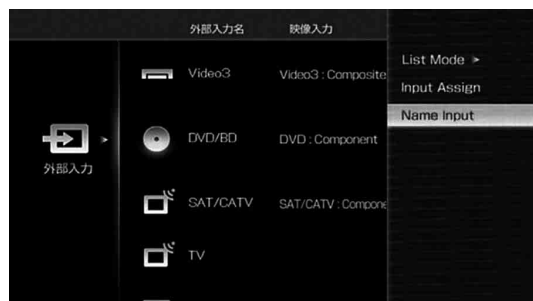 外部入力名 映像入力
Video3 Video3 : Composite
DVD/BD DVD : Component
外部入力
SAT/CATV SAT/CATV : Compone
TV
List Mode
Input Assign
Name Input